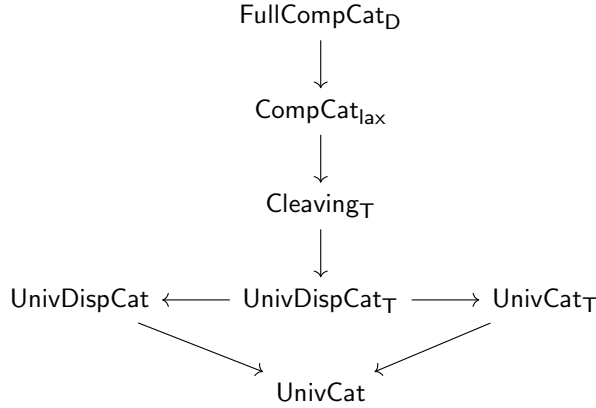 FullCompCat_D
CompCat_lax
Cleaving_T
UnivDispCat UnivDispCat_T UnivCat_T
UnivCat